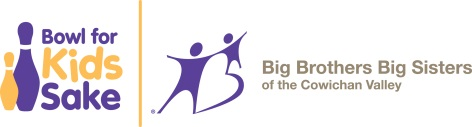 Bowl for
Kids
Sake
®
Big Brothers Big Sisters
of the Cowichan Valley